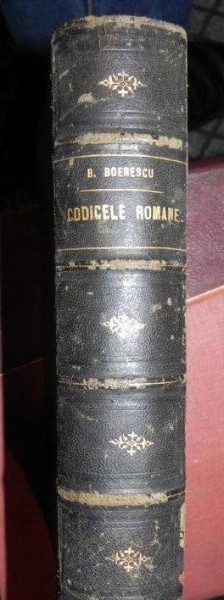 B. BOERESCU
CODICELE ROMANE